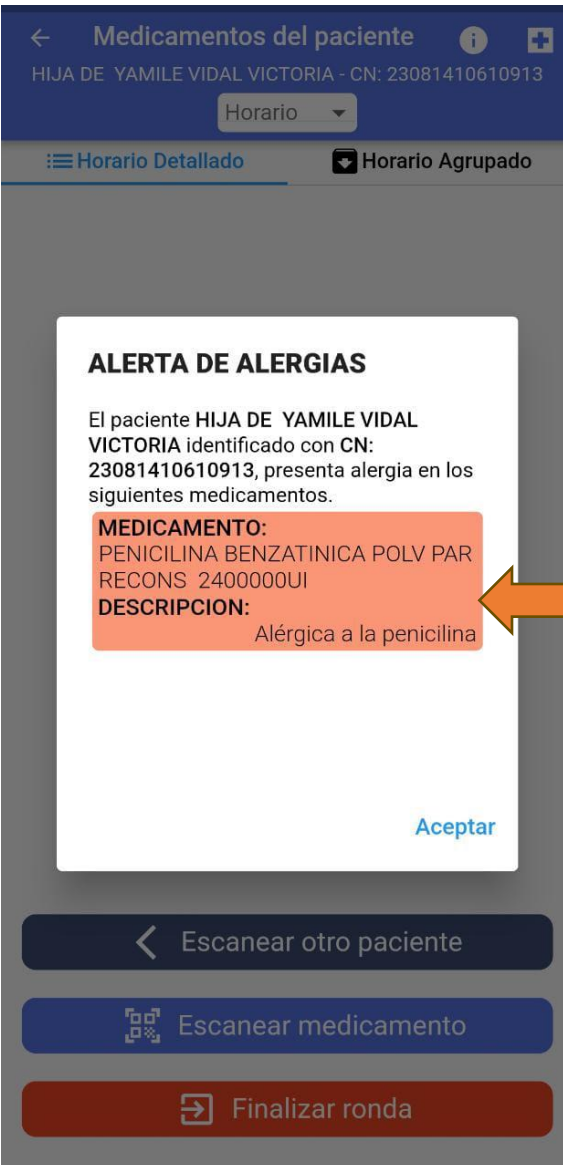 Medicamentos del paciente
HIJA DE YAMILE VIDAL VICTORIA - CN: 23081410610913
Horario
Horario Detallado
Horario Agrupado
ALERTA DE ALERGIAS
El paciente HIJA DE YAMILE VIDAL
VICTORIA identificado con CN:
23081410610913, presenta alergia en los
siguientes medicamentos.
MEDICAMENTO:
PENICILINA BENZATINICA POLV PAR
RECONS 2400000UI
DESCRIPCION:
Alérgica a la penicilina
Aceptar
Escanear otro paciente
Escanear medicamento
Finalizar ronda